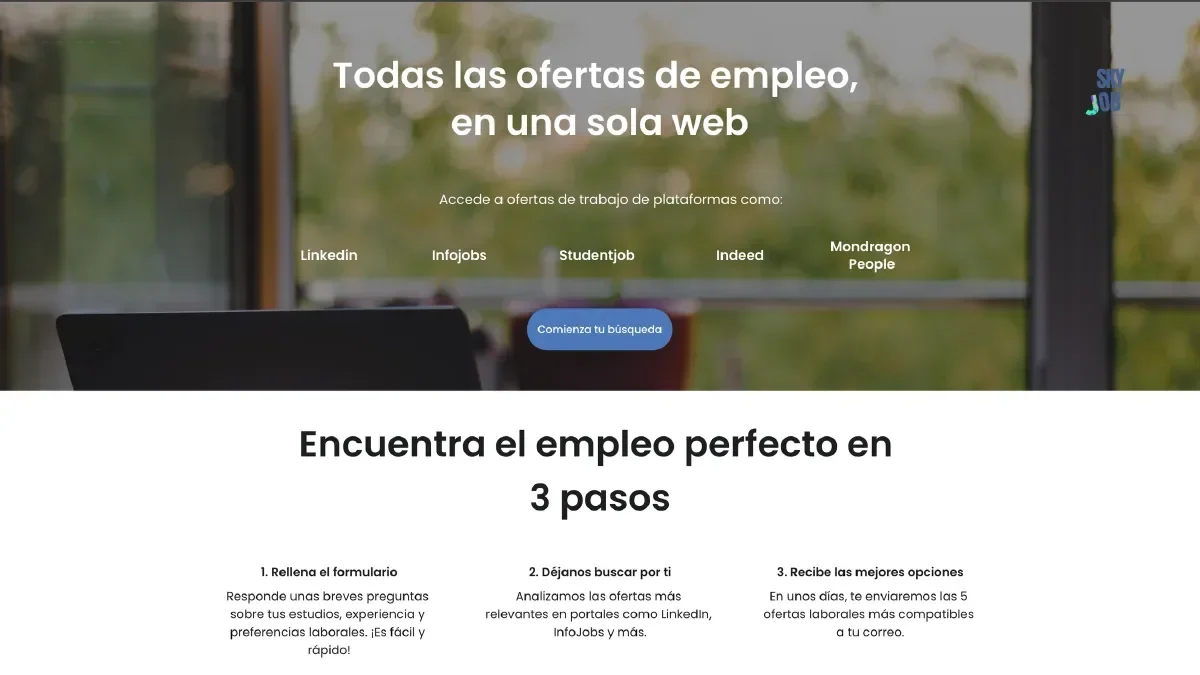 Todas las ofertas de empleo,
en una sola web
SKY
JOB
Accede a ofertas de trabajo de plataformas como:
Linkedin
Infojobs
Studentjob
Indeed
Mondragon
People
Comienza tu búsqueda
Encuentra el empleo perfecto en
3 pasos
1. Rellena el formulario
Responde unas breves preguntas
sobre tus estudios, experiencia y
preferencias laborales. ¡Es fácil y
rápido!
2. Déjanos buscar por ti
Analizamos las ofertas más
relevantes en portales como LinkedIn,
InfoJobs y más.
3. Recibe las mejores opciones
En unos días, te enviaremos las 5
ofertas laborales más compatibles
a tu correo.